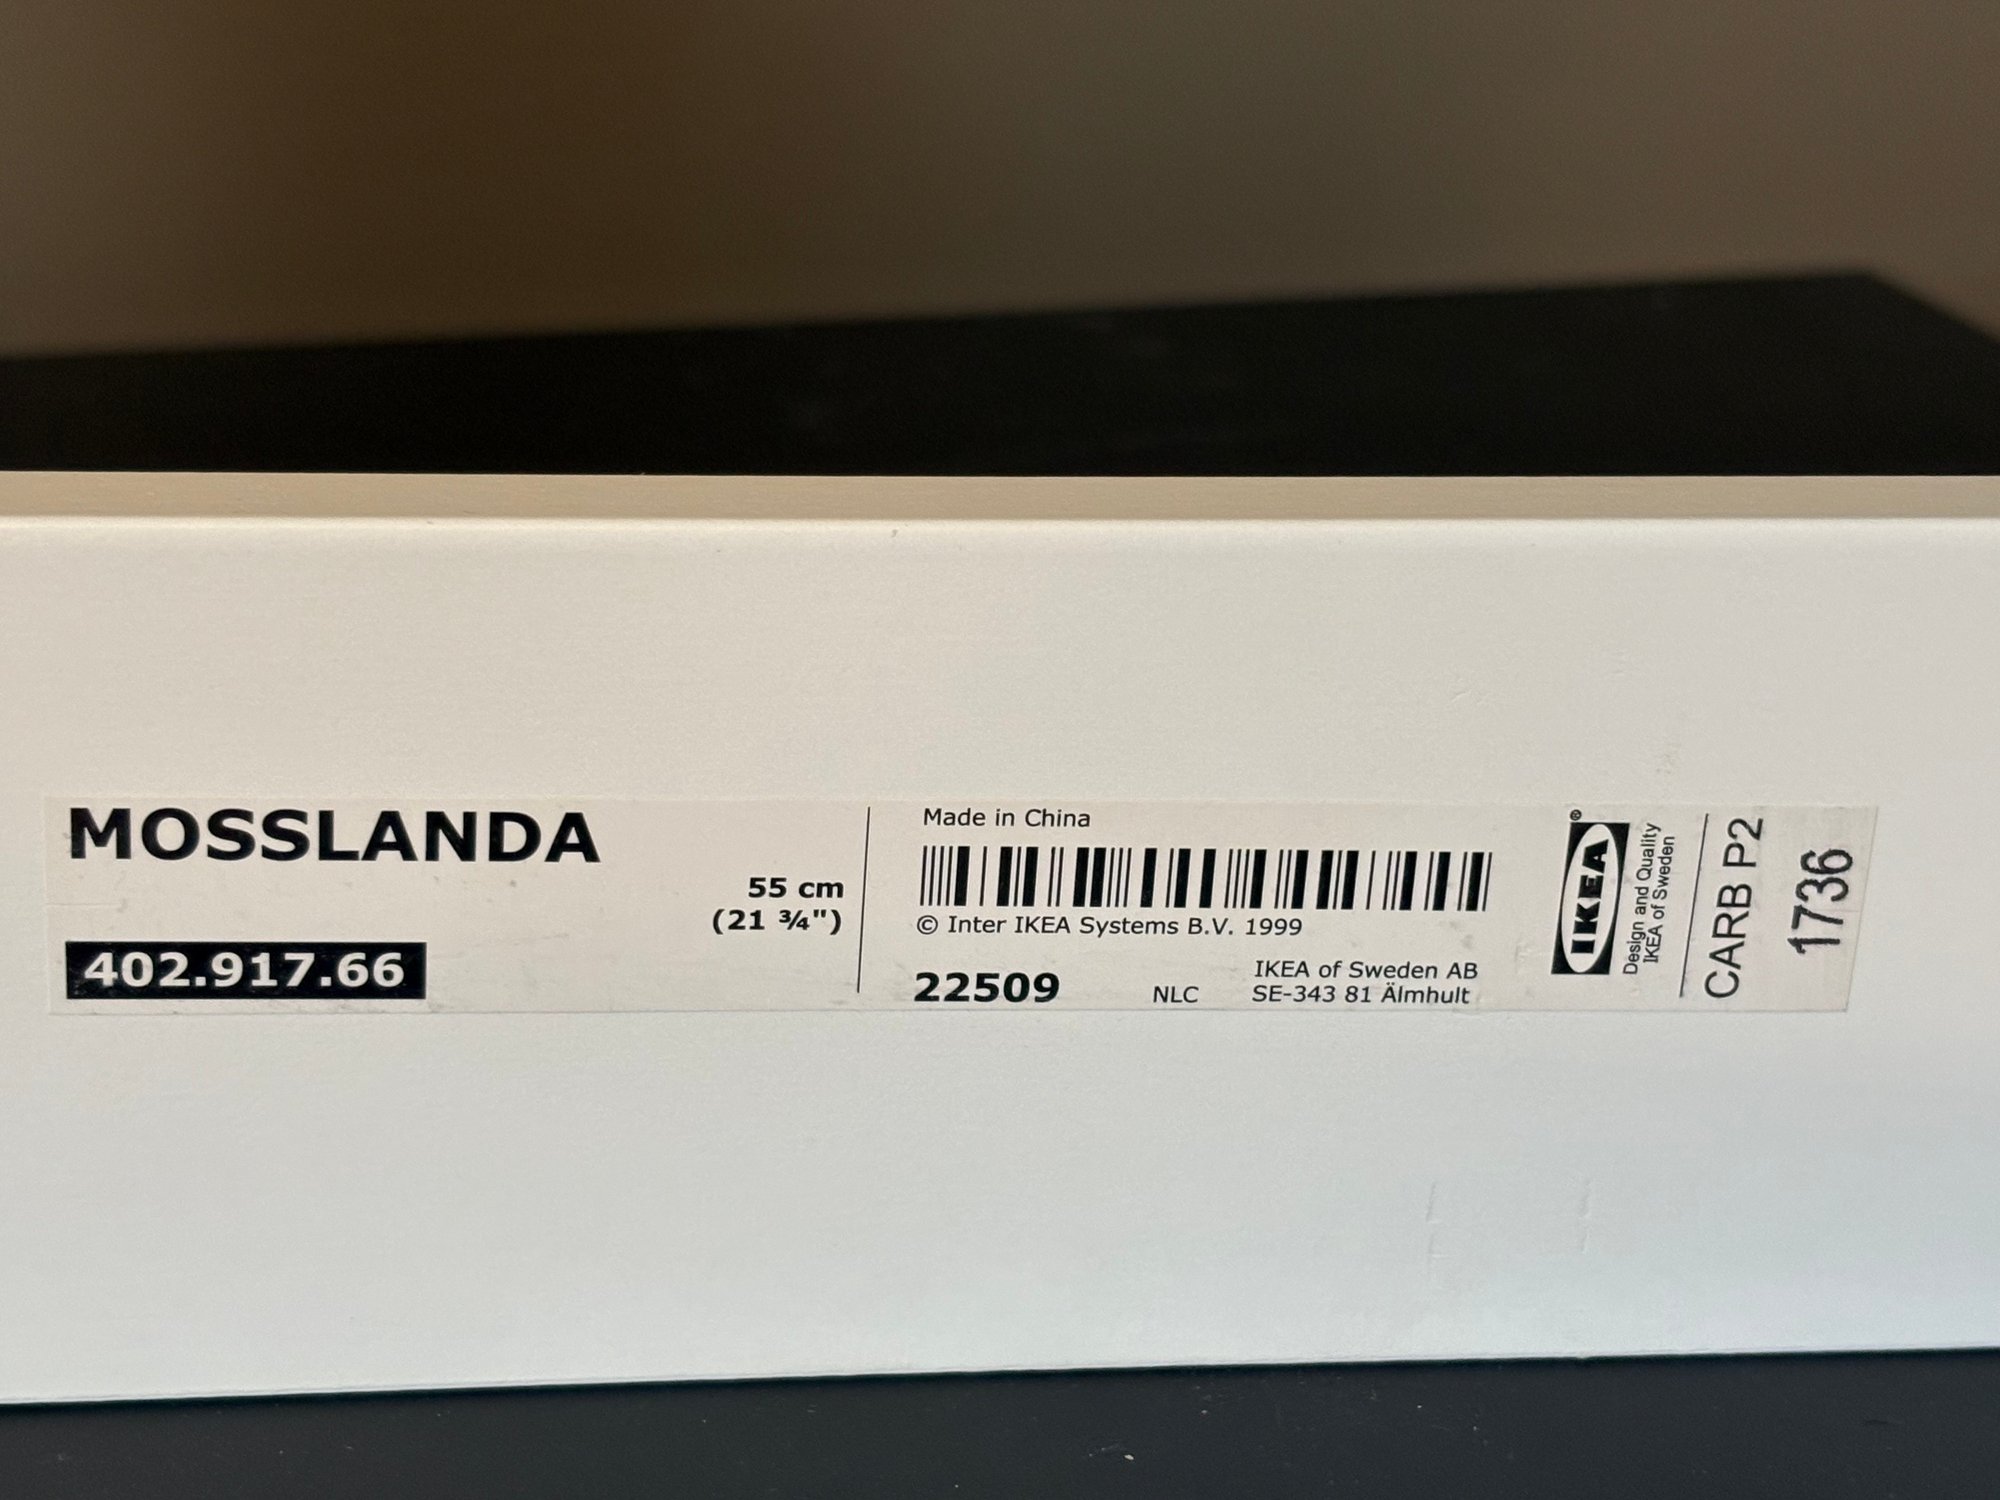 MOSSLANDA
55 cm
(21 ¾")
402.917.66
Made in China
© Inter IKEA Systems B.V. 1999
22509
NLC
IKEA of Sweden AB
SE-343 81 Älmhult
IKEA®
Design and Quality
IKEA of Sweden
CARB P2
1736